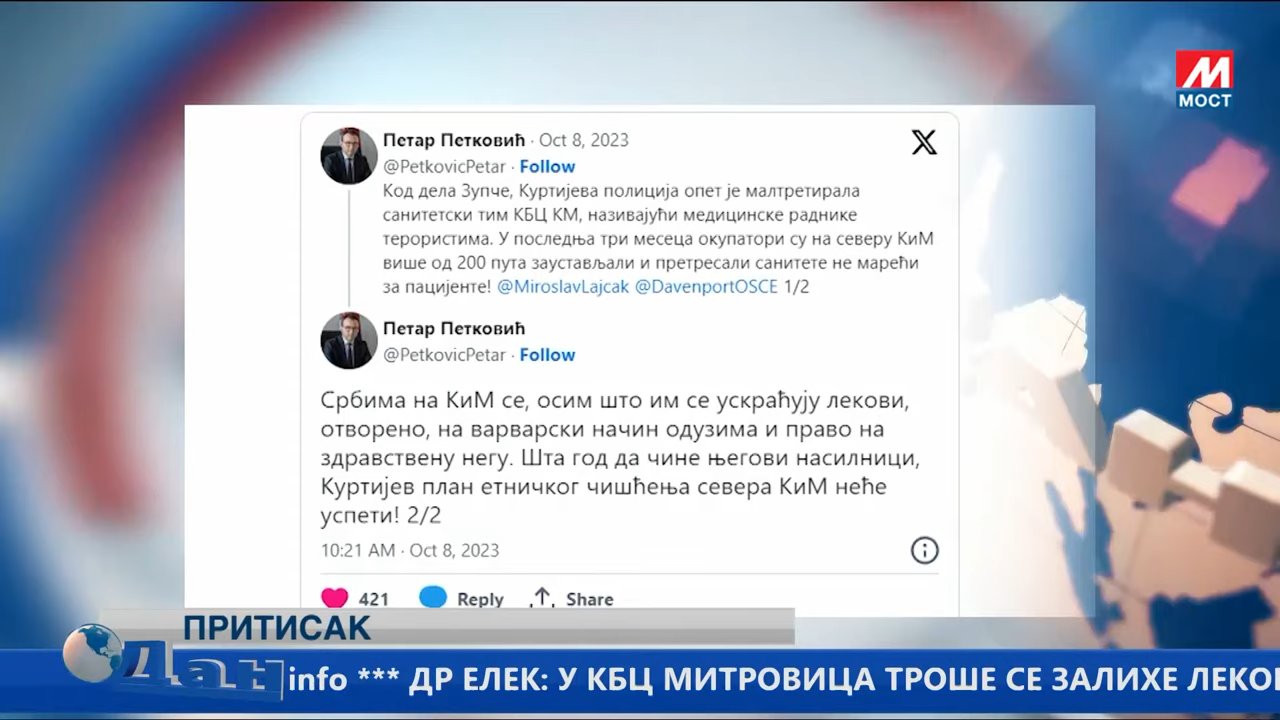 М
МОСТ
Петар Петковић · Oct 8, 2023
@PetkovicPetar · Follow
Код дела Зупче, Куртијева полиција опет је малтретирала
санитетски тим КБЦ КМ, називајући медицинске раднике
терористима. У последња три месеца окупатори су на северу КиМ
више од 200 пута заустављали и претресали санитете не марећи
за пацијенте! @MiroslavLajcak @DavenportOSCE 1/2
Петар Петковић
@PetkovicPetar · Follow
Србима на КиМ се, осим што им се ускраћују лекови,
отворено, на варварски начин одузима и право на
здравствену негу. Шта год да чине његови насилници,
Куртијев план етничког чишћења севера КиМ неће
успети! 2/2
10:21 AM · Oct 8, 2023
421 Reply Share
ПРИТИСАК
Дан
info *** ДР ЕЛЕК: У КБЦ МИТРОВИЦА ТРОШЕ СЕ ЗАЛИХЕ ЛЕКО